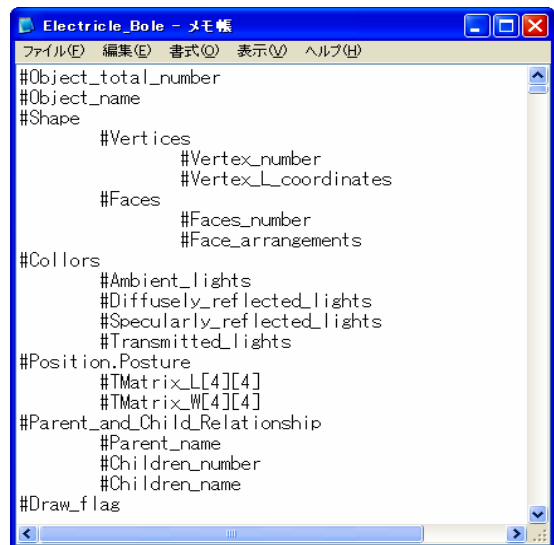 Electricle_Bole - メモ帳
ファイル(F) 編集(E) 書式(O) 表示(V) ヘルプ(H)
#Object_total_number
#Object_name
#Shape
#Vertices
#Vertex_number
#Vertex_L_coordinates
#Faces
#Faces_number
#Face_arrangements
#Collors
#Ambient_lights
#Diffusely_reflected_lights
#Specularly_reflected_lights
#Transmitted_lights
#Position.Posture
#TMatrix_L[4][4]
#TMatrix_W[4][4]
#Parent_and_Child_Relationship
#Parent_name
#Children_number
#Children_name
#Draw_flag